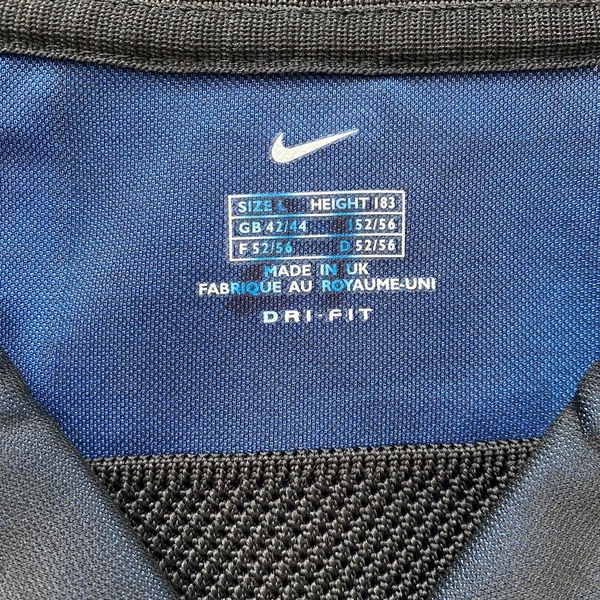 SIZE L HEIGHT 183
GB 42/44 I 52/56
F 52/56 D 52/56
MADE IN UK
FABRIQUE AU ROYAUME-UNI
DRI-FIT